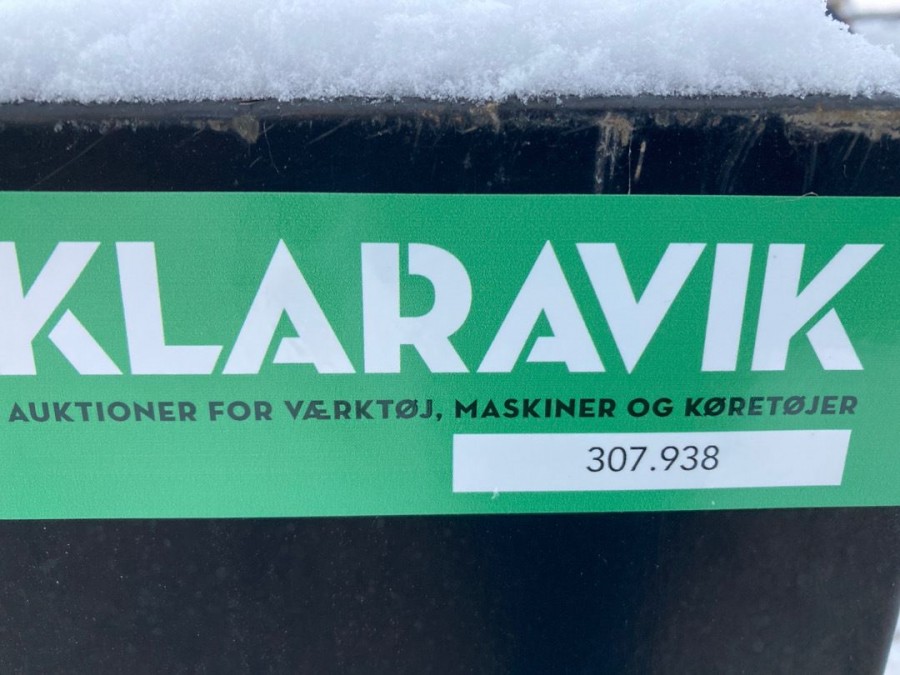 KLARAVIK
AUKTIONER FOR VÆRKTØJ, MASKINER OG KØRETØJER
307.938